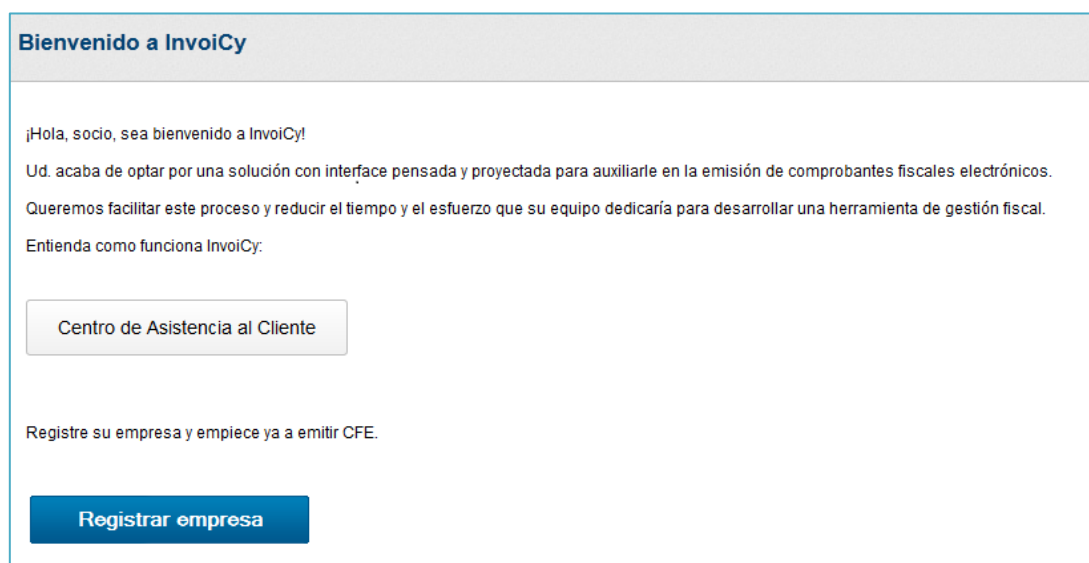 Bienvenido a InvoiCy
¡Hola, socio, sea bienvenido a InvoiCy!
Ud. acaba de optar por una solución con interface pensada y proyectada para auxiliarle en la emisión de comprobantes fiscales electrónicos.
Queremos facilitar este proceso y reducir el tiempo y el esfuerzo que su equipo dedicaría para desarrollar una herramienta de gestión fiscal.
Entienda como funciona InvoiCy:
Centro de Asistencia al Cliente
Registre su empresa y empiece ya a emitir CFE.
Registrar empresa